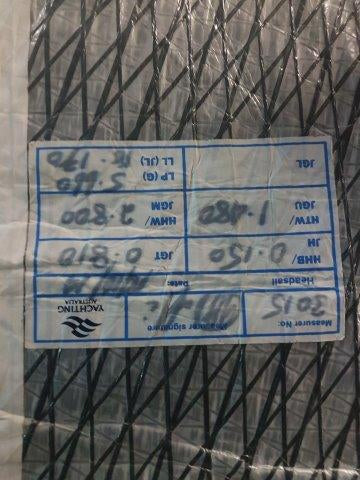 Measurer No:
3015
Measurer signature
YACHTING
AUSTRALIA
Headsail
Date:
HHB/
JH
0.150
JGT
0.810
HTW/
JGU
1.480
HHW/
JGM
2.800
JGL
LP (G)
5.660
LL (JL)